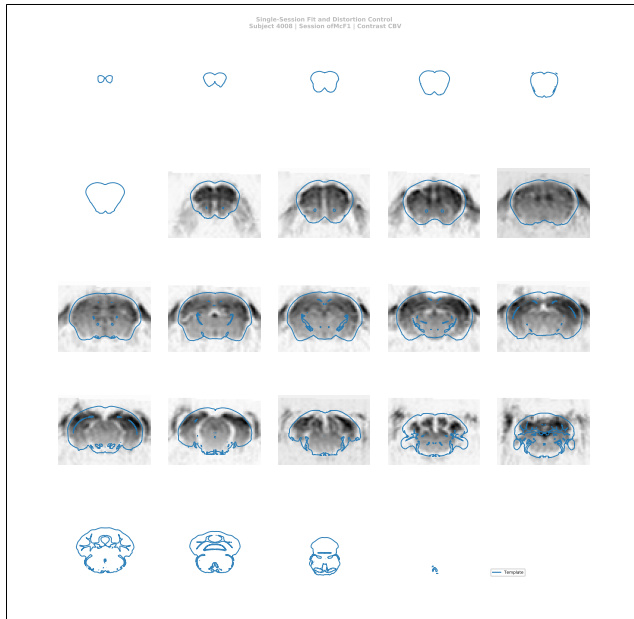 Single-Session Fit and Distortion Control
Subject 4008 | Session ofMcF1 | Contrast CBV
Template